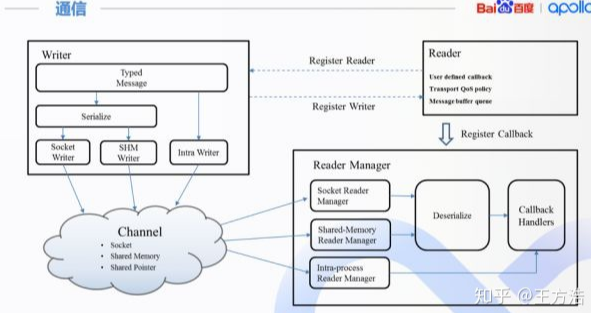 通信
Bai du 百度 | apollo
Writer
Typed
Message
Serialize
Socket
Writer
SHM
Writer
Intra Writer
Register Reader
Register Writer
Reader
User defined callback
Transport QoS policy
Message buffer queue
Register Callback
Reader Manager
Socket Reader
Manager
Shared-Memory
Reader Manager
Intra-process
Reader Manager
Deserialize
Callback
Handlers
Channel
• Socket
• Shared Memory
• Shared Pointer
知乎 @王方浩